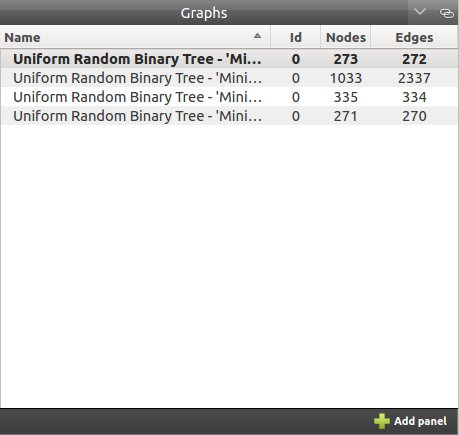 Graphs
Name Id Nodes Edges
Uniform Random Binary Tree - 'Mi... 0 273 272
Uniform Random Binary Tree - 'Mini... 0 1033 2337
Uniform Random Binary Tree - 'Mini... 0 335 334
Uniform Random Binary Tree - 'Mini... 0 271 270
Add panel